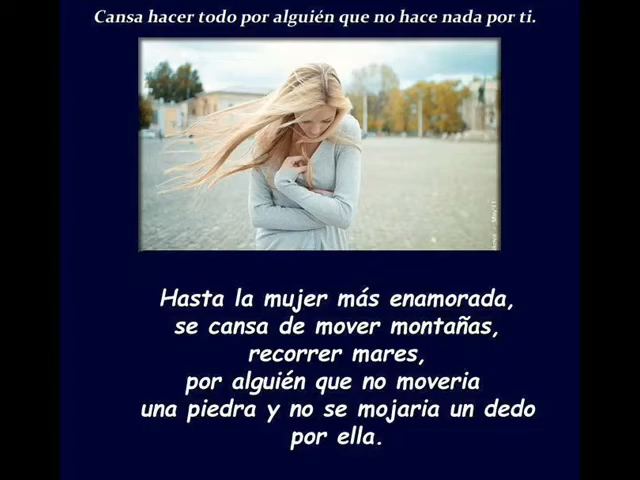 Cansa hacer todo por alguién que no hace nada por ti.
Hasta la mujer más enamorada,
se cansa de mover montañas,
recorrer mares,
por alguién que no moveria
una piedra y no se mojaria un dedo
por ella.